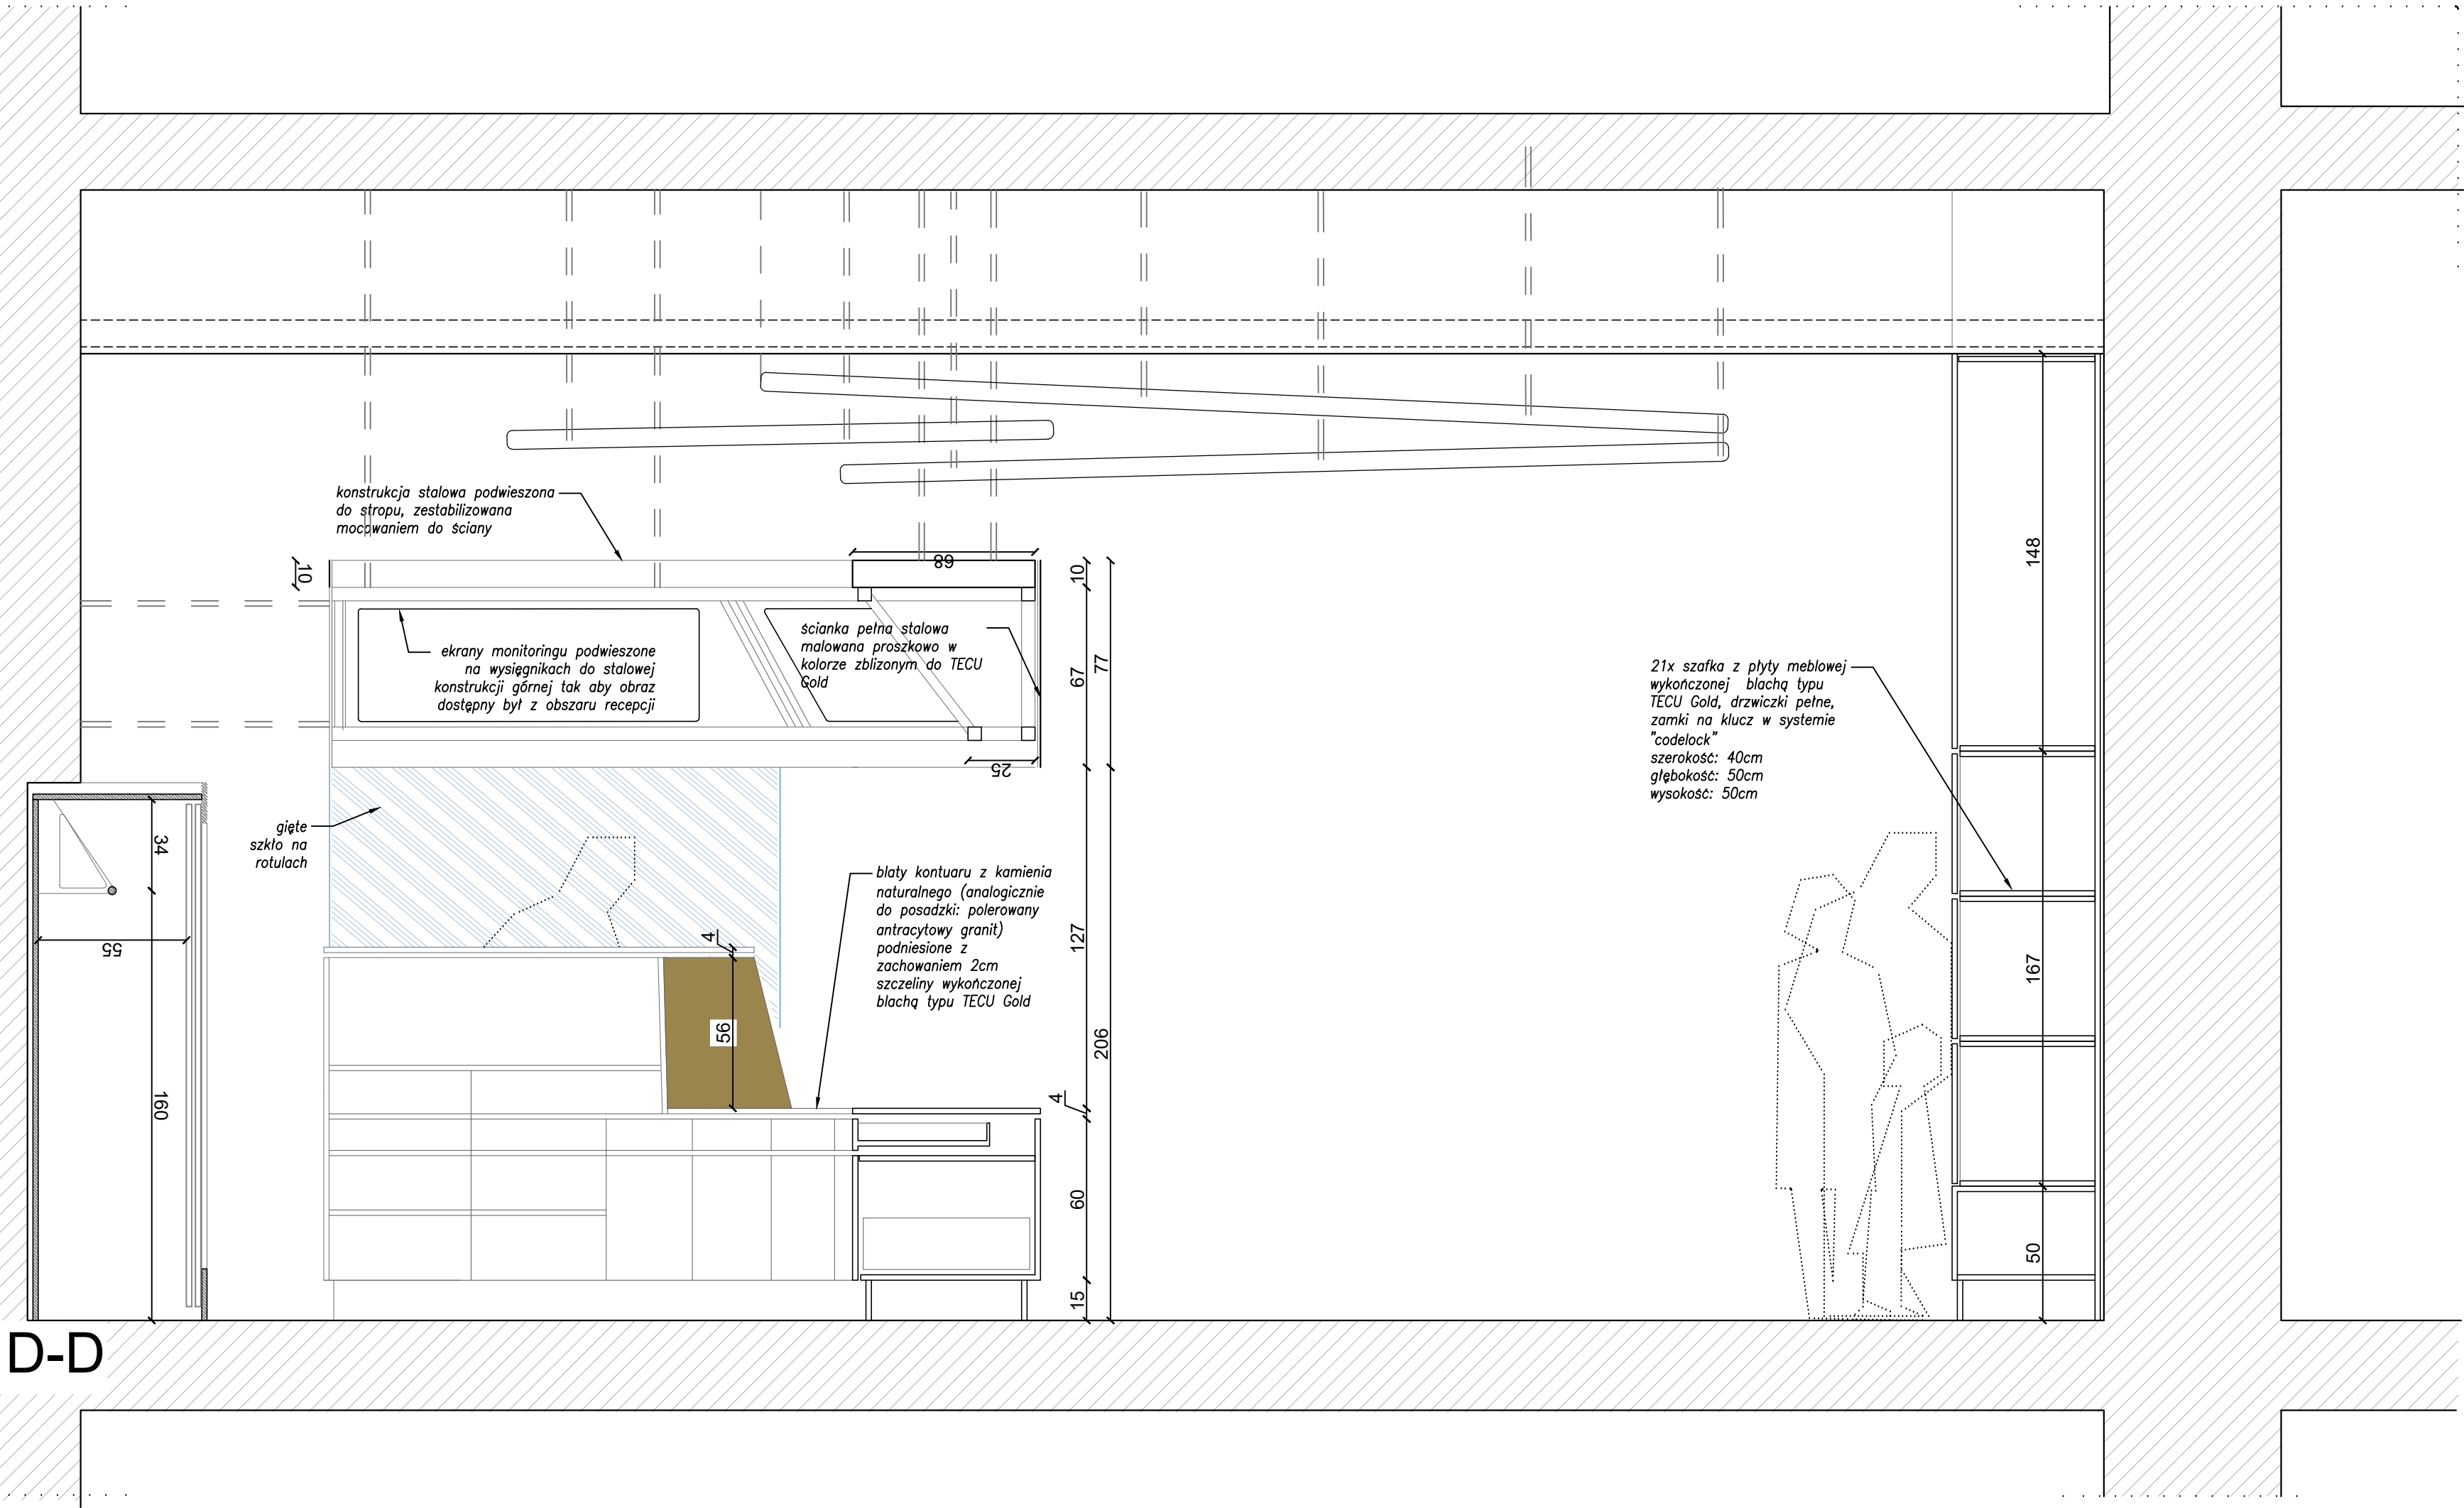 konstrukcja stalowa podwieszona
do stropu, zestabilizowana
mocowaniem do ściany
68
10
10
ekrany monitoringu podwieszone
na wysięgnikach do stalowej
konstrukcji górnej tak aby obraz
dostępny był z obszaru recepcji
ścianka pełna stalowa
malowana proszkowo w
kolorze zblizonym do TECU
Gold
67
77
25
148
21x szafka z płyty meblowej
wykończonej blachą typu
TECU Gold, drzwiczki pełne,
zamki na klucz w systemie
"codelock"
szerokość: 40cm
głębokość: 50cm
wysokość: 50cm
gięte
szkło na
rotulach
34
55
160
4
56
blaty kontuaru z kamienia
naturalnego (analogicznie
do posadzki: polerowany
antracytowy granit)
podniesione z
zachowaniem 2cm
szczeliny wykończonej
blachą typu TECU Gold
127
206
4
60
15
167
50
D-D